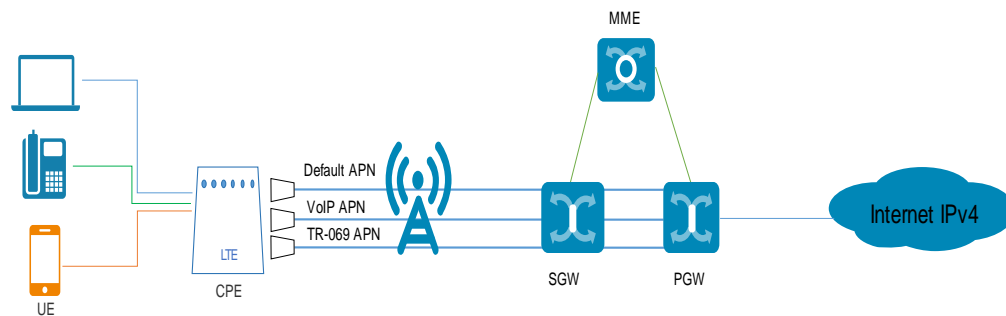 MME
Default APN
VoIP APN
TR-069 APN
Internet IPv4
LTE
SGW
PGW
CPE
UE